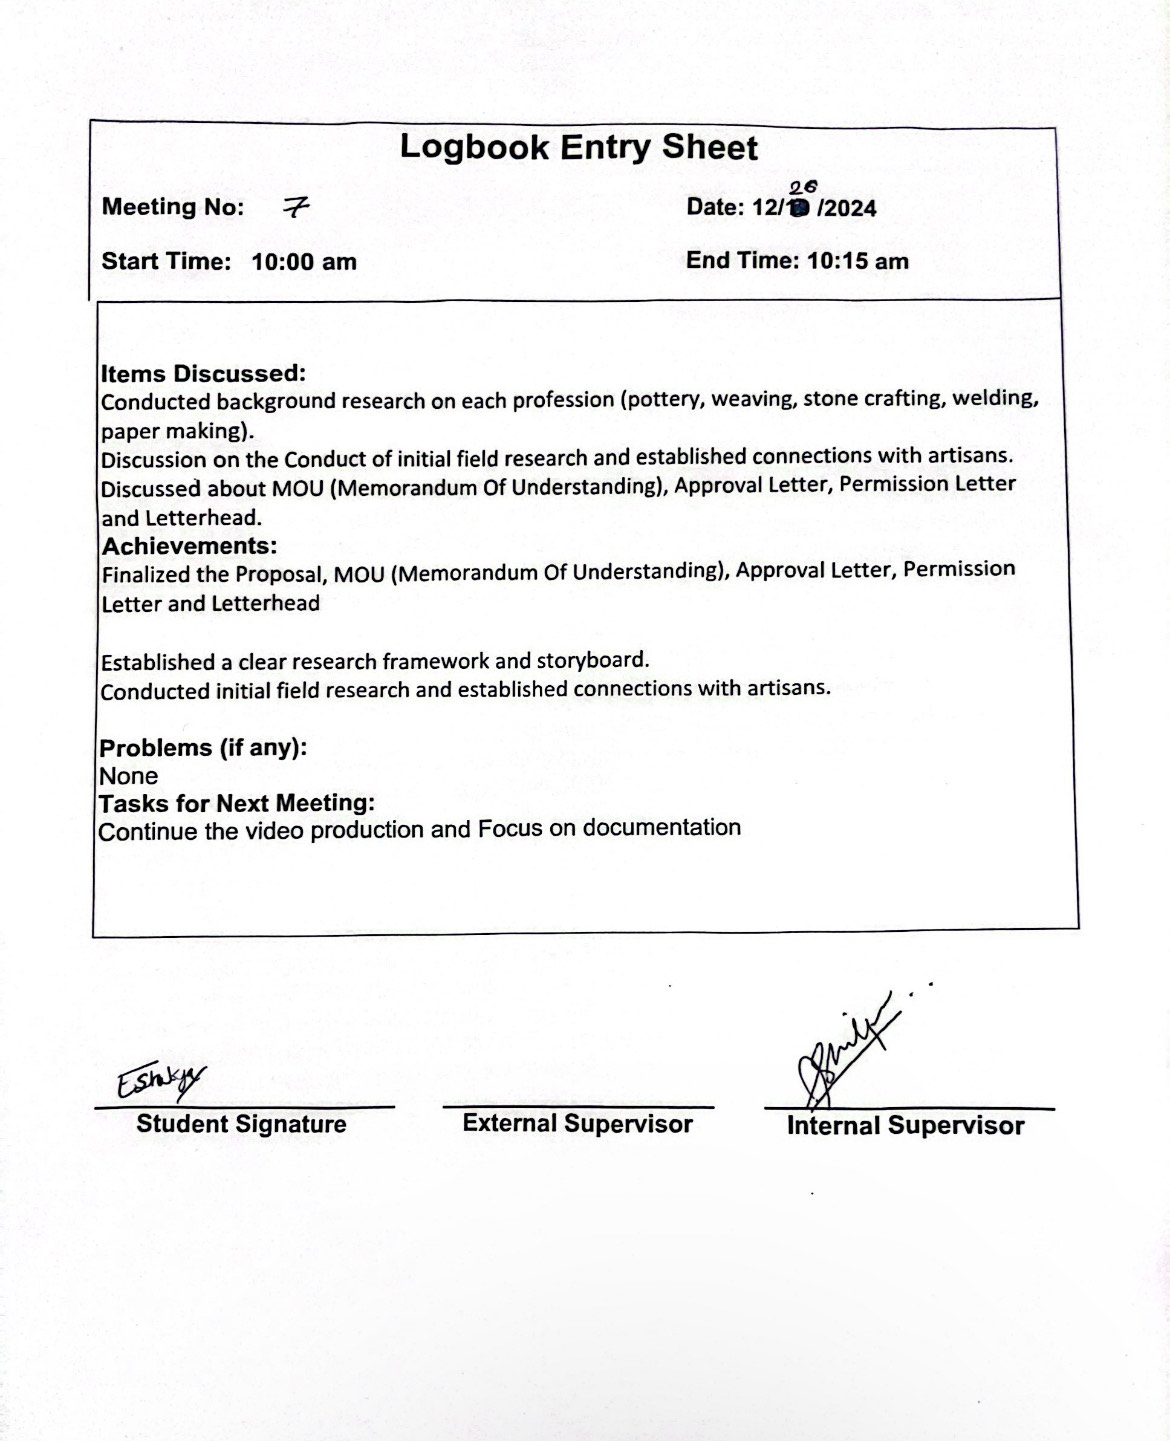 Logbook Entry Sheet
Meeting No: 7
26
Date: 12/ /2024
Start Time: 10:00 am
End Time: 10:15 am
Items Discussed:
Conducted background research on each profession (pottery, weaving, stone crafting, welding,
paper making).
Discussion on the Conduct of initial field research and established connections with artisans.
Discussed about MOU (Memorandum Of Understanding), Approval Letter, Permission Letter
and Letterhead.
Achievements:
Finalized the Proposal, MOU (Memorandum Of Understanding), Approval Letter, Permission
Letter and Letterhead
Established a clear research framework and storyboard.
Conducted initial field research and established connections with artisans.
Problems (if any):
None
Tasks for Next Meeting:
Continue the video production and Focus on documentation
Student Signature
External Supervisor
Internal Supervisor